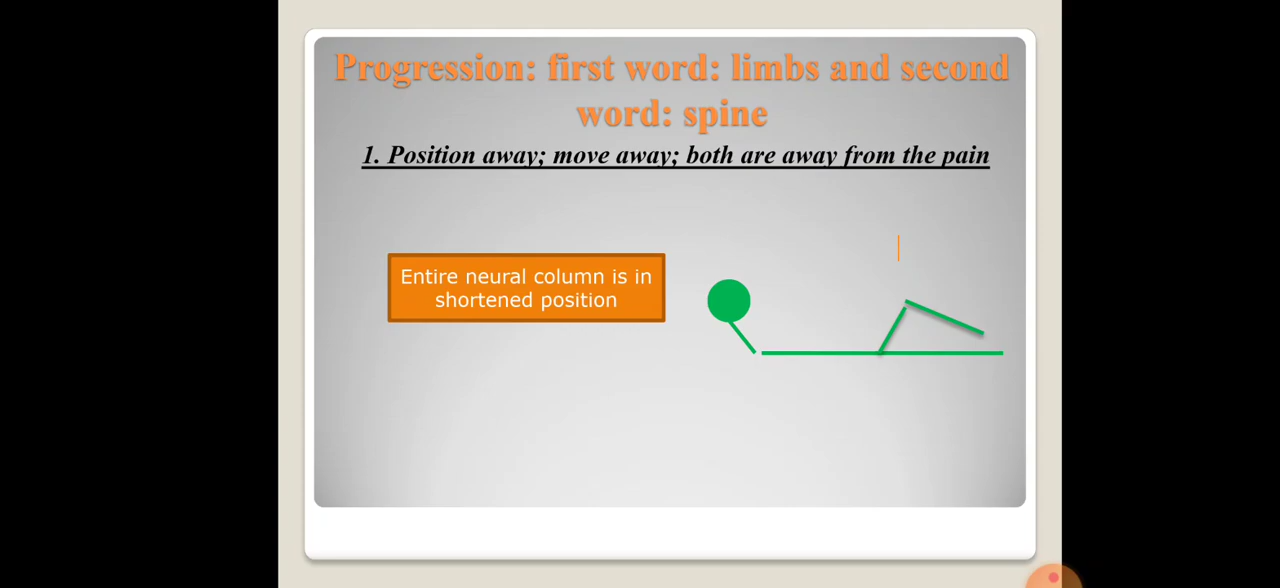 Progression: first word: limbs and second
word: spine
1. Position away; move away; both are away from the pain
Entire neural column is in
shortened position